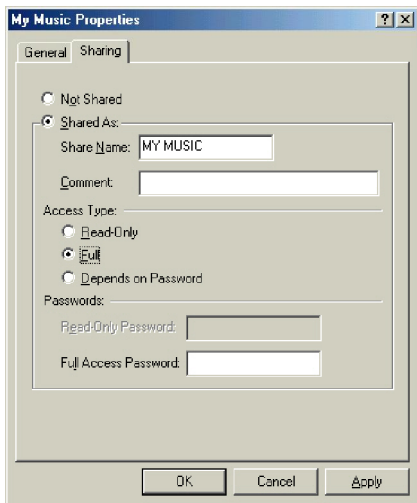 My Music Properties
General Sharing
Not Shared
Shared As:
Share Name: MY MUSIC
Comment:
Access Type:
Read-Only
Full
Depends on Password
Passwords:
Read-Only Password:
Full Access Password:
OK Cancel Apply